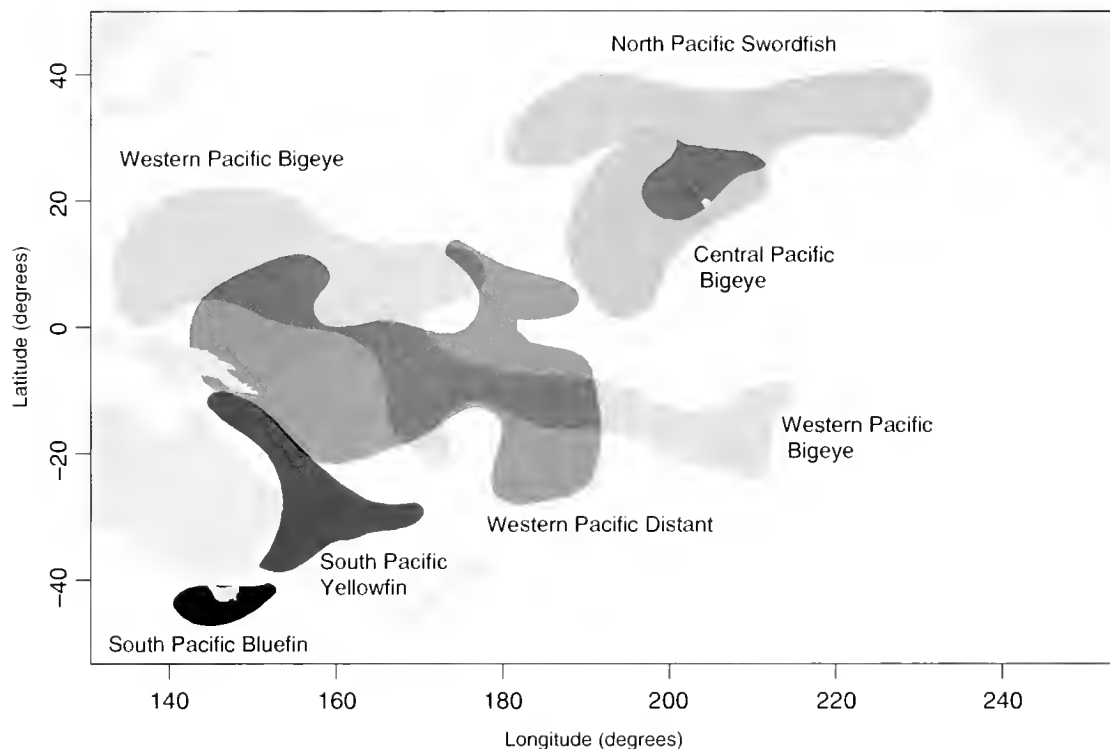 North Pacific Swordfish
40
Western Pacific Bigeye
20
Central Pacific
Bigeye
Latitude (degrees)
0
Western Pacific
Bigeye
−20
Western Pacific Distant
South Pacific
Yellowfin
−40
South Pacific Bluefin
140 160 180 200 220 240
Longitude (degrees)